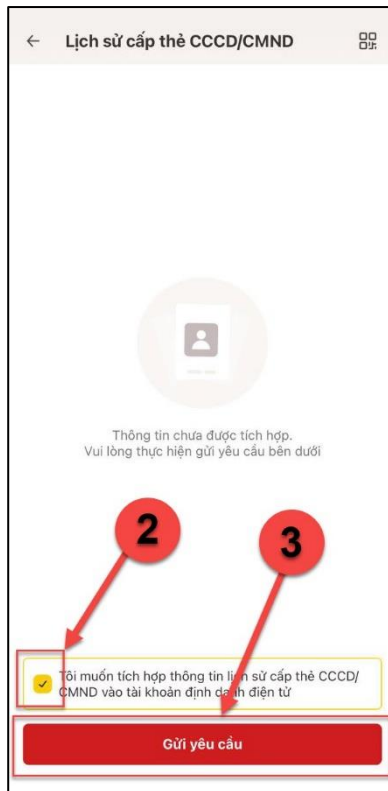 Lịch sử cấp thẻ CCCD/CMND
Thông tin chưa được tích hợp.
Vui lòng thực hiện gửi yêu cầu bên dưới
2
3
Tôi muốn tích hợp thông tin lịch sử cấp thẻ CCCD/
CMND vào tài khoản định danh điện tử
Gửi yêu cầu